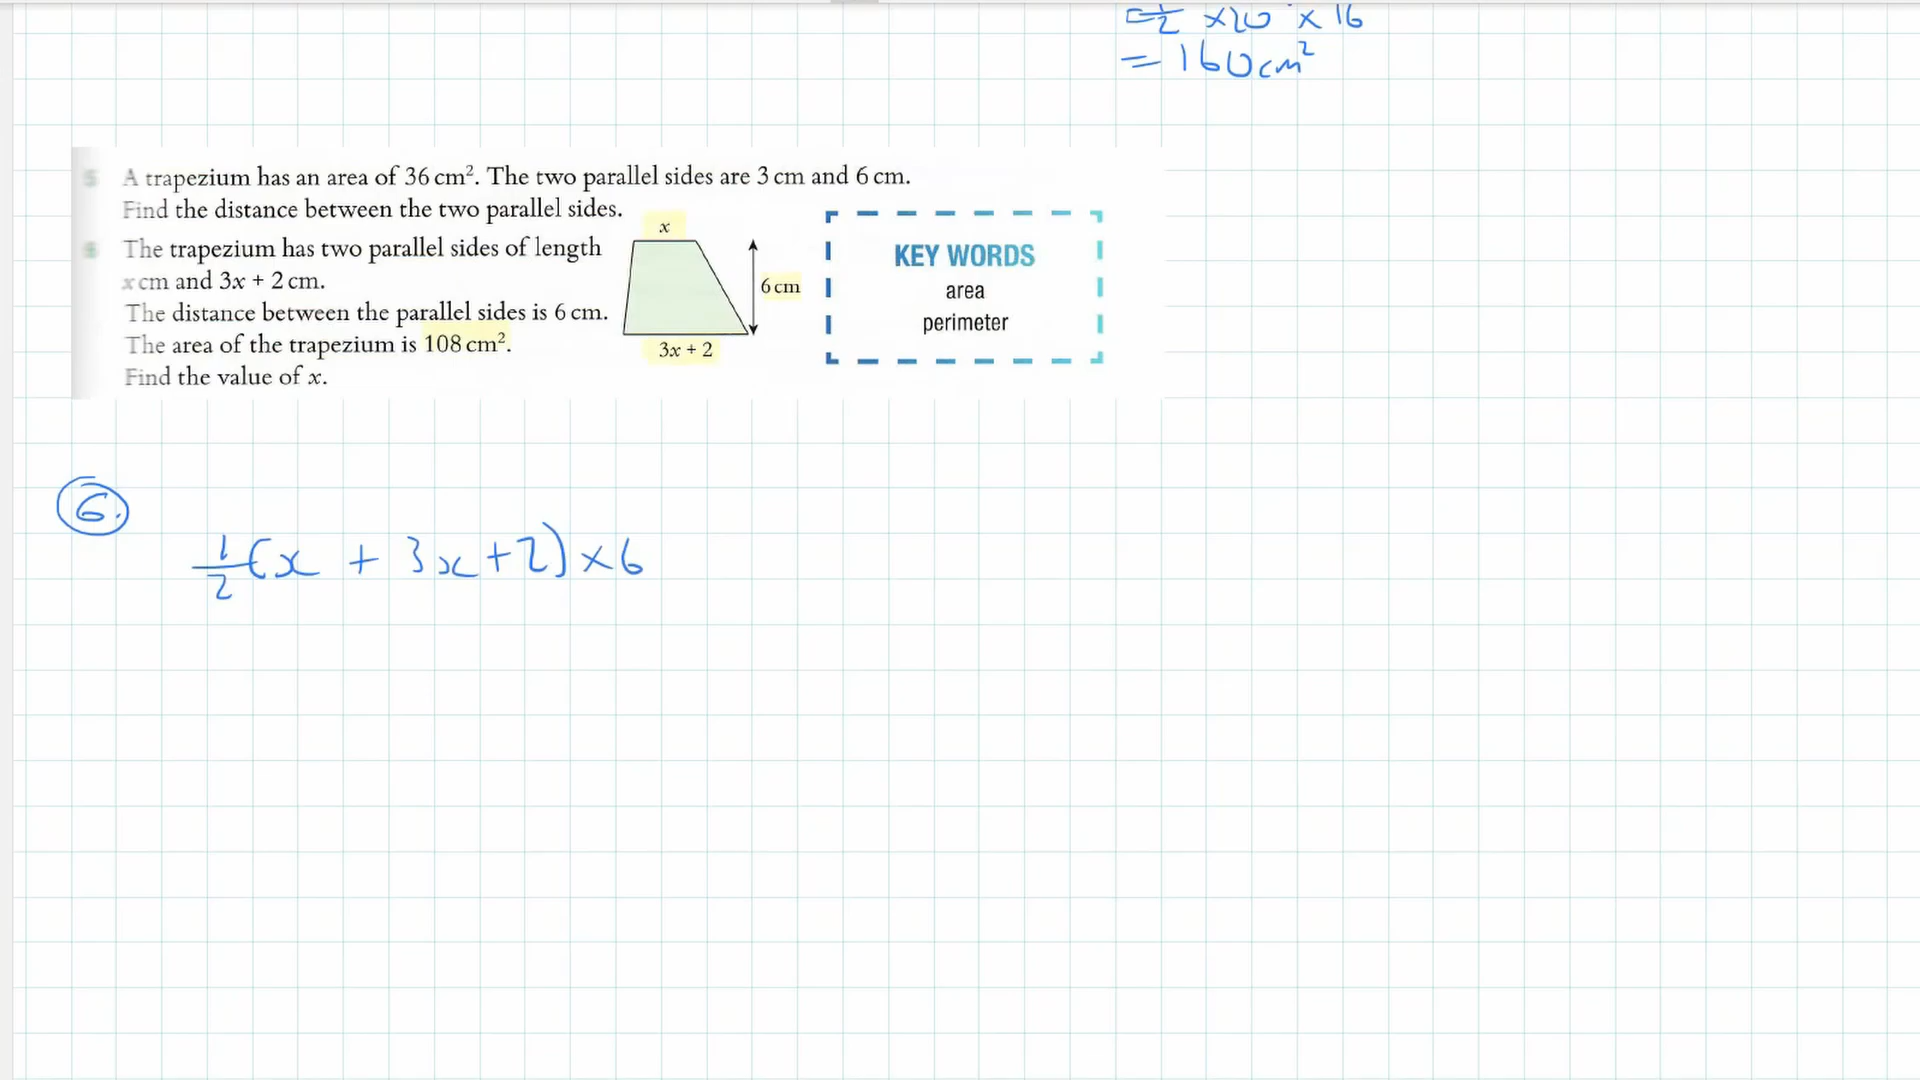 = 1/2 × 20 × 16
= 160 cm²
5 A trapezium has an area of 36 cm². The two parallel sides are 3 cm and 6 cm.
Find the distance between the two parallel sides.
6 The trapezium has two parallel sides of length
x cm and 3x + 2 cm.
The distance between the parallel sides is 6 cm.
The area of the trapezium is 108 cm².
Find the value of x.
x
6 cm
3x + 2
KEY WORDS
area
perimeter
6.
1/2 (x + 3x + 2) × 6